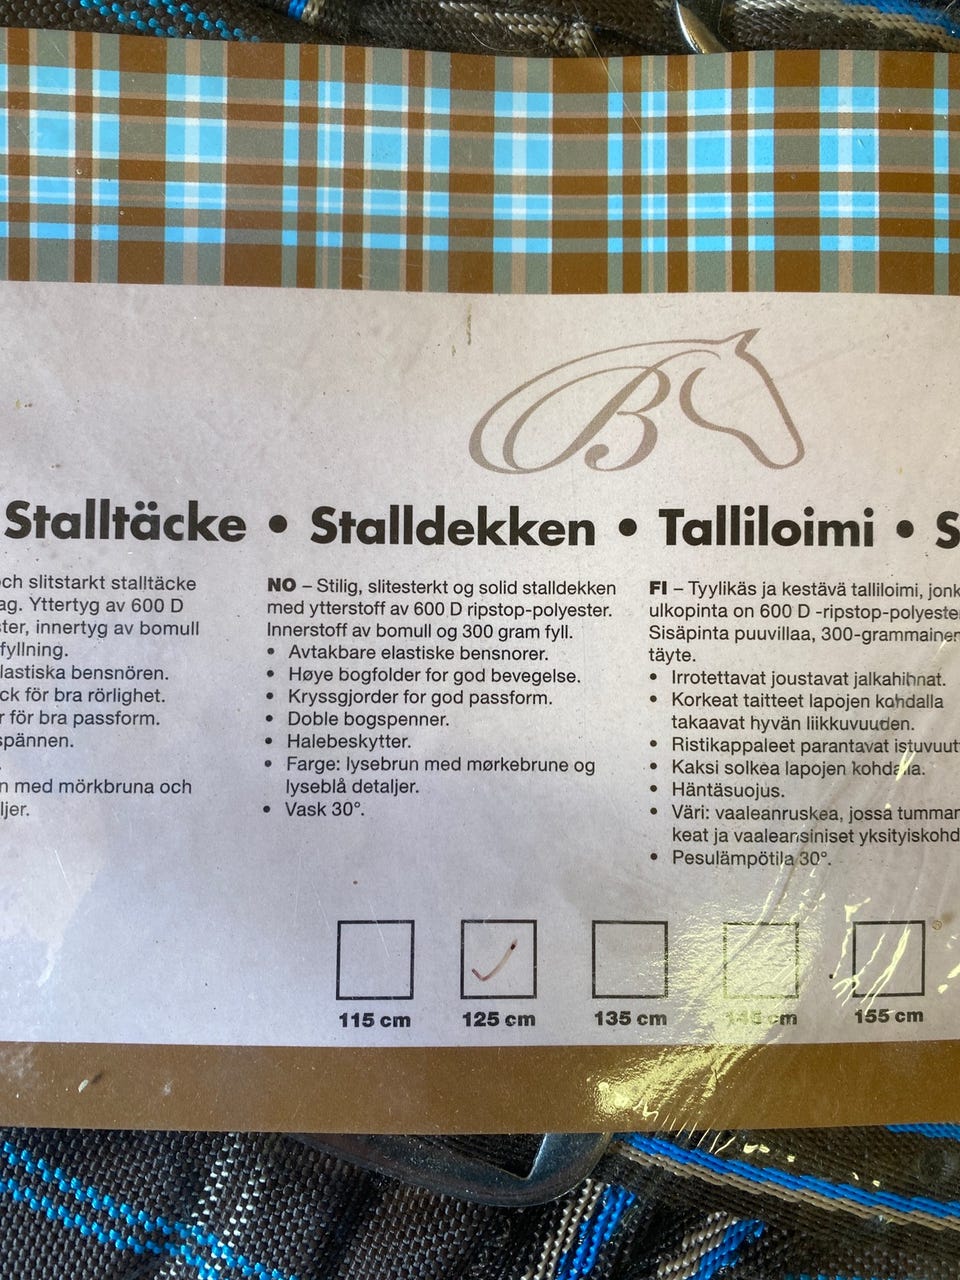 B
Stalltäcke • Stalldekken • Talliloimi • S
och slitstarkt stalltäcke
ag. Yttertyg av 600 D
ster, innertyg av bomull
fyllning.
elastiska bensnören.
ck för bra rörlighet.
r för bra passform.
spännen.
n med mörkbruna och
ljer.
NO – Stilig, slitesterkt og solid stalldekken
med ytterstoff av 600 D ripstop-polyester.
Innerstoff av bomull og 300 gram fyll.
• Avtakbare elastiske bensnorer.
• Høye bogfolder for god bevegelse.
• Kryssgjorder for god passform.
• Doble bogspenner.
• Halebeskytter.
• Farge: lysebrun med mørkebrune og
lyseblå detaljer.
• Vask 30°.
FI – Tyylikäs ja kestävä talliloimi, jonk
ulkopinta on 600 D -ripstop-polyester
Sisäpinta puuvillaa, 300-grammainen
täyte.
• Irrotettavat joustavat jalkahihnat.
• Korkeat taitteet lapojen kohdalla
takaavat hyvän liikkuvuuden.
• Ristikappaleet parantavat istuvuut
• Kaksi solkea lapojen kohdalla.
• Häntäsuojus.
• Väri: vaaleanruskea, jossa tumman
keat ja vaaleansiniset yksityiskohd
• Pesulämpötila 30°.
115 cm 125 cm 135 cm 145 cm 155 cm